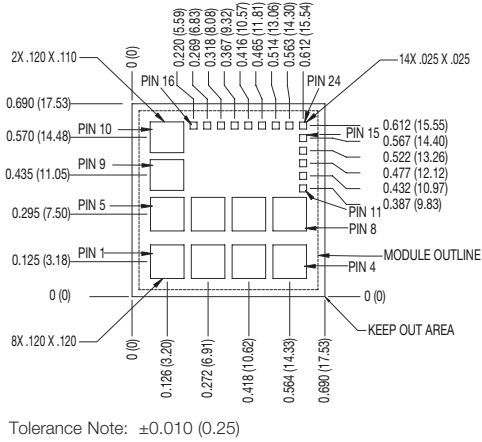 0 (0)
0.220 (5.59)
0.269 (6.83)
0.318 (8.08)
0.367 (9.32)
0.416 (10.57)
0.465 (11.81)
0.514 (13.06)
0.563 (14.30)
0.612 (15.54)
2X .120 X .110
14X .025 X .025
PIN 16
PIN 24
0.690 (17.53)
PIN 10
0.570 (14.48)
PIN 15
0.612 (15.55)
0.567 (14.40)
0.522 (13.26)
0.477 (12.12)
0.432 (10.97)
0.387 (9.83)
PIN 9
0.435 (11.05)
PIN 5
0.295 (7.50)
PIN 11
PIN 8
PIN 1
0.125 (3.18)
MODULE OUTLINE
PIN 4
0 (0)
0 (0)
KEEP OUT AREA
8X .120 X .120
0 (0)
0.126 (3.20)
0.272 (6.91)
0.418 (10.62)
0.564 (14.33)
0.690 (17.53)
Tolerance Note: ±0.010 (0.25)